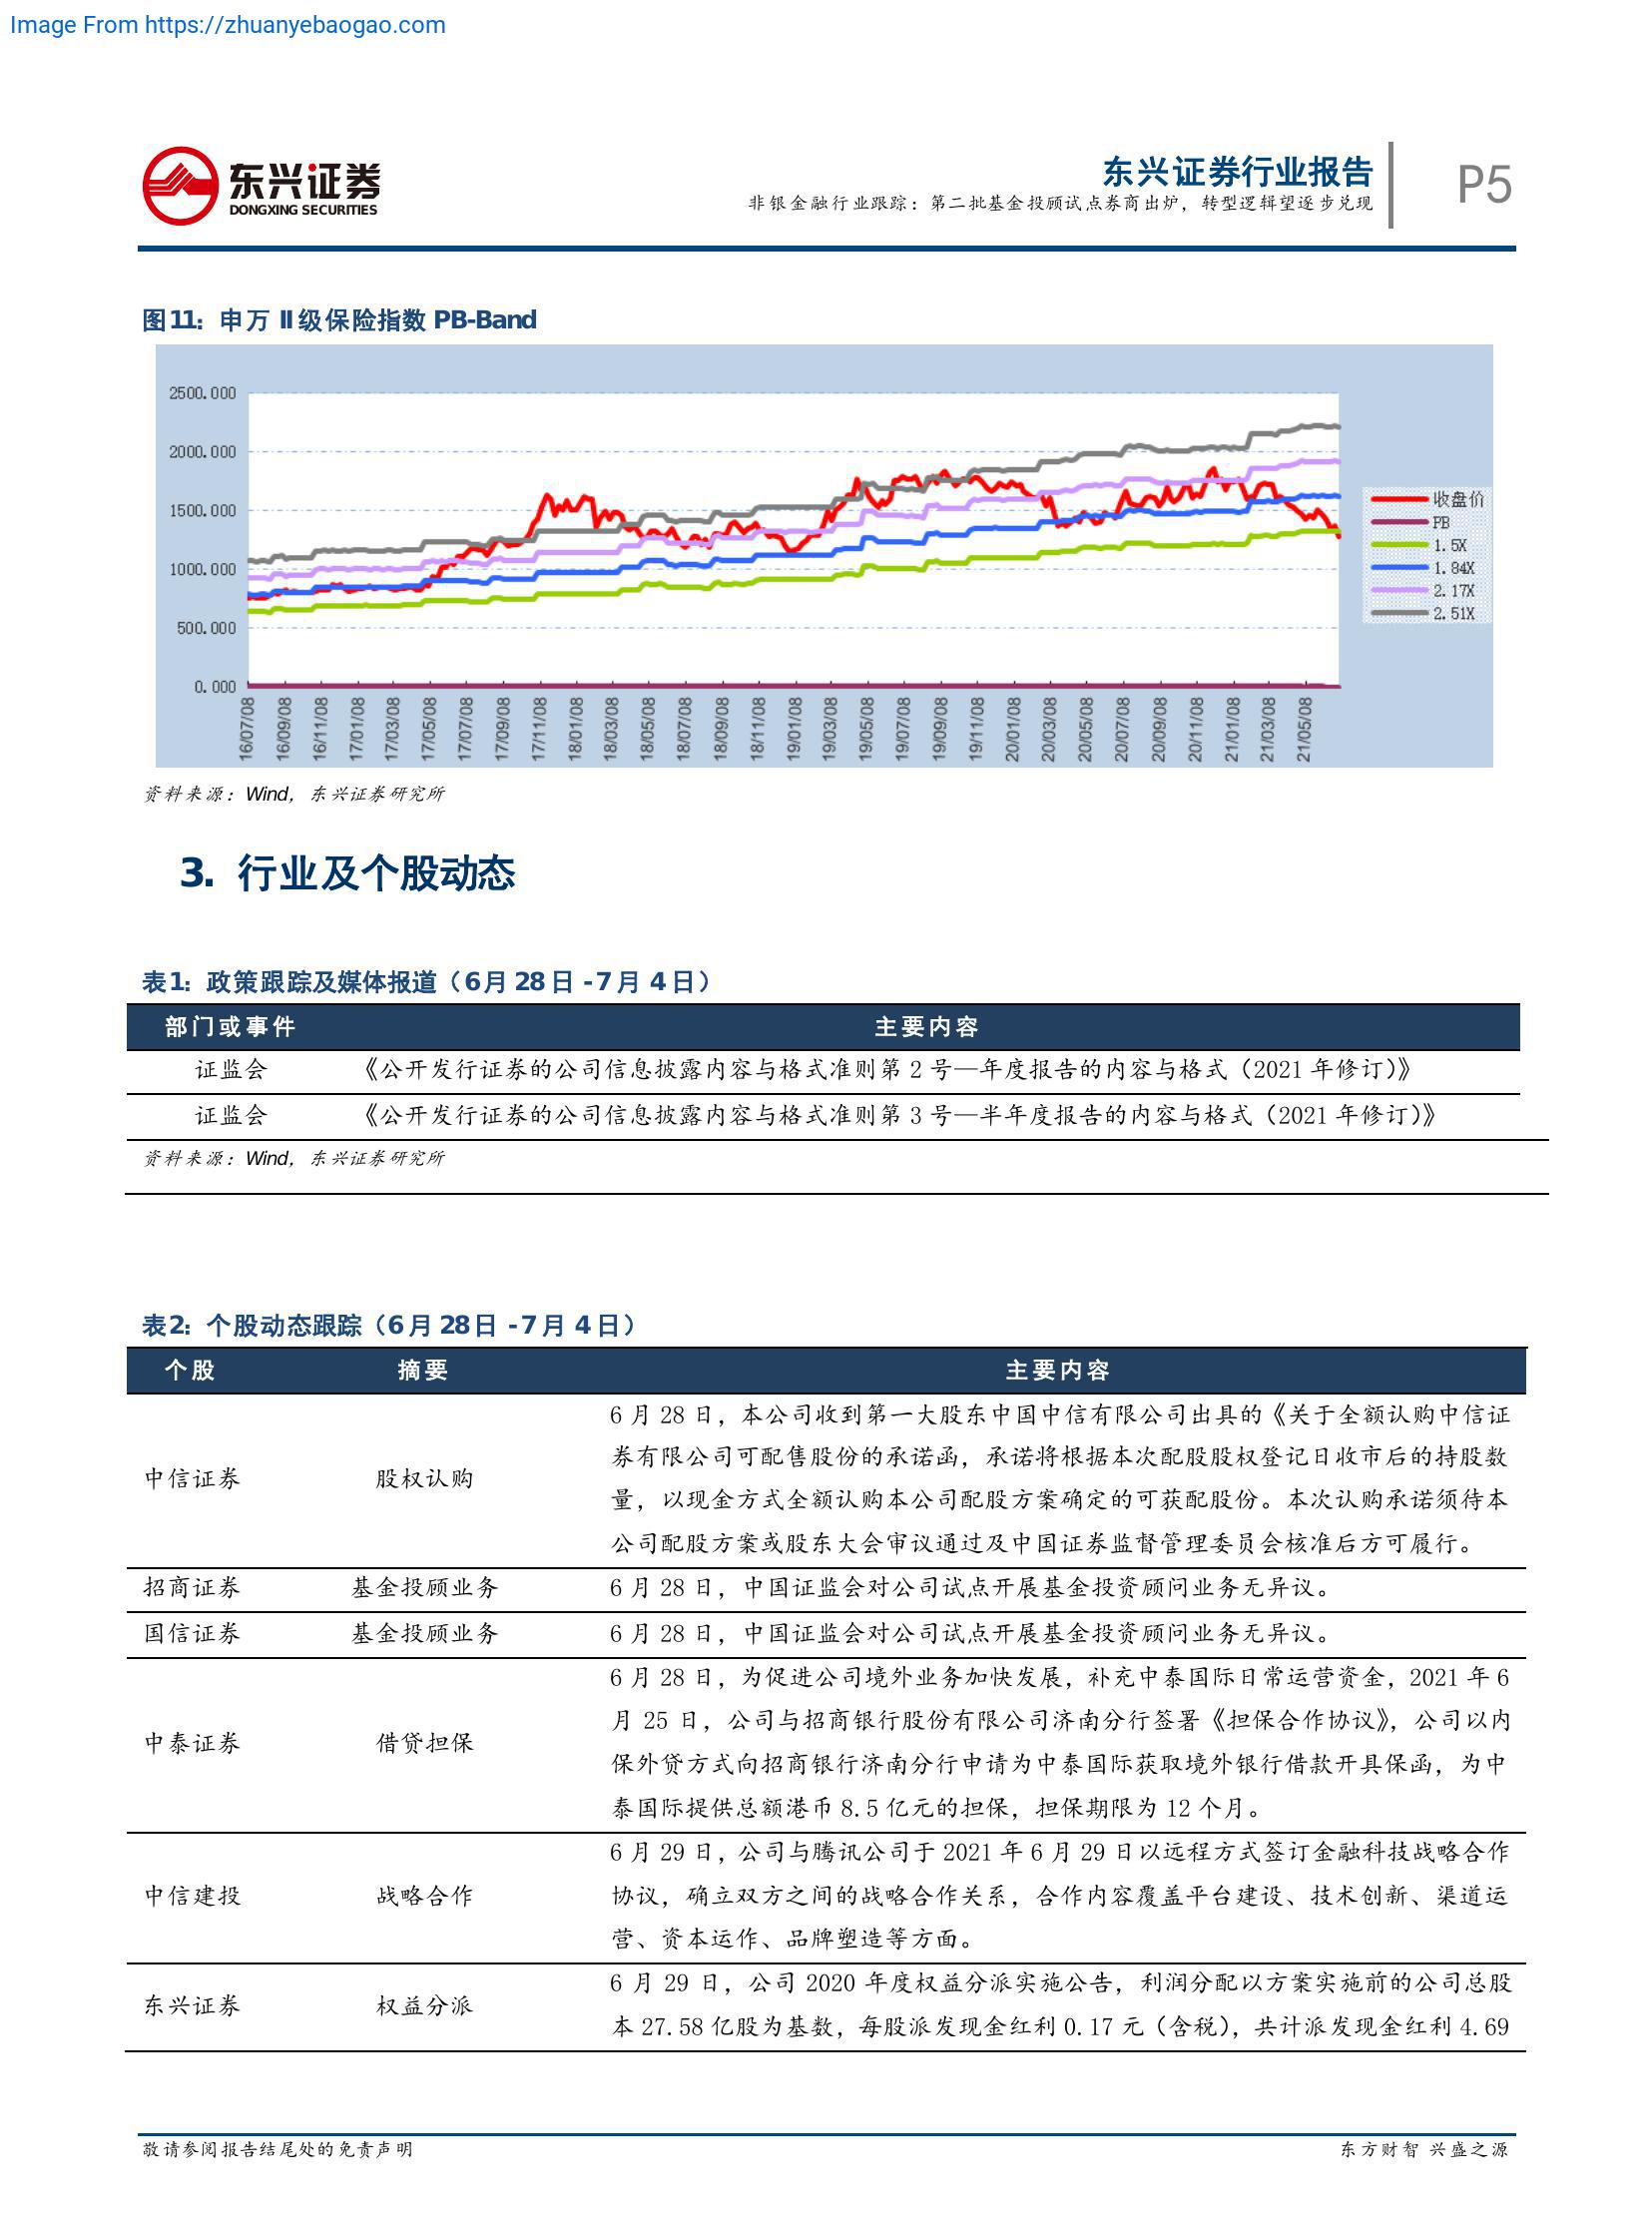 Image From https://zhuanyebaogao.com
东兴证券
DONGXING SECURITIES
东兴证券行业报告
非银金融行业跟踪：第二批基金投顾试点券商出炉，转型逻辑望逐步兑现
P5
图11：申万 II 级保险指数 PB-Band
2500.000
2000.000
1500.000
1000.000
500.000
0.000
16/07/08
16/09/08
16/11/08
17/01/08
17/03/08
17/05/08
17/07/08
17/09/08
17/11/08
18/01/08
18/03/08
18/05/08
18/07/08
18/09/08
18/11/08
19/01/08
19/03/08
19/05/08
19/07/08
19/09/08
19/11/08
20/01/08
20/03/08
20/05/08
20/07/08
20/09/08
20/11/08
21/01/08
21/03/08
21/05/08
收盘价
PB
1.5X
1.84X
2.17X
2.51X
资料来源：Wind，东兴证券研究所
3. 行业及个股动态
表1：政策跟踪及媒体报道（6月 28日 -7月 4日）
部门或事件 主要内容
证监会 《公开发行证券的公司信息披露内容与格式准则第 2 号—年度报告的内容与格式（2021 年修订）》
证监会 《公开发行证券的公司信息披露内容与格式准则第 3 号—半年度报告的内容与格式（2021 年修订）》
资料来源：Wind，东兴证券研究所
表2：个股动态跟踪（6月 28日 -7月 4日）
个股 摘要 主要内容
中信证券 股权认购
6 月 28 日，本公司收到第一大股东中国中信有限公司出具的《关于全额认购中信证
券有限公司可配售股份的承诺函，承诺将根据本次配股股权登记日收市后的持股数
量，以现金方式全额认购本公司配股方案确定的可获配股份。本次认购承诺须待本
公司配股方案或股东大会审议通过及中国证券监督管理委员会核准后方可履行。
招商证券 基金投顾业务 6 月 28 日，中国证监会对公司试点开展基金投资顾问业务无异议。
国信证券 基金投顾业务 6 月 28 日，中国证监会对公司试点开展基金投资顾问业务无异议。
中泰证券 借贷担保
6 月 28 日，为促进公司境外业务加快发展，补充中泰国际日常运营资金，2021 年 6
月 25 日，公司与招商银行股份有限公司济南分行签署《担保合作协议》，公司以内
保外贷方式向招商银行济南分行申请为中泰国际获取境外银行借款开具保函，为中
泰国际提供总额港币 8.5 亿元的担保，担保期限为 12 个月。
中信建投 战略合作
6 月 29 日，公司与腾讯公司于 2021 年 6 月 29 日以远程方式签订金融科技战略合作
协议，确立双方之间的战略合作关系，合作内容覆盖平台建设、技术创新、渠道运
营、资本运作、品牌塑造等方面。
东兴证券 权益分派
6 月 29 日，公司 2020 年度权益分派实施公告，利润分配以方案实施前的公司总股
本 27.58 亿股为基数，每股派发现金红利 0.17 元（含税），共计派发现金红利 4.69
敬请参阅报告结尾处的免责声明
东方财智 兴盛之源